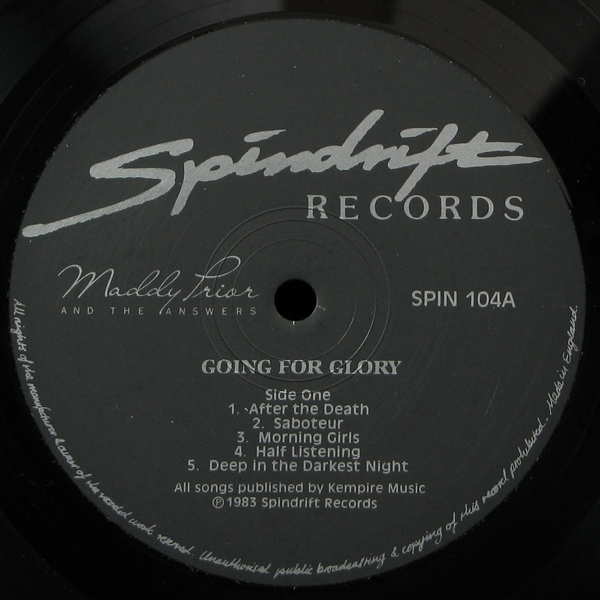 Spindrift
RECORDS
Maddy Prior
AND THE ANSWERS
SPIN 104A
GOING FOR GLORY
Side One
1. After the Death
2. Saboteur
3. Morning Girls
4. Half Listening
5. Deep in the Darkest Night
All songs published by Kempire Music
℗1983 Spindrift Records
All rights of the manufacturer & owner of the recorded work reserved. Unauthorised public broadcasting & copying of this record prohibited. Made in England.